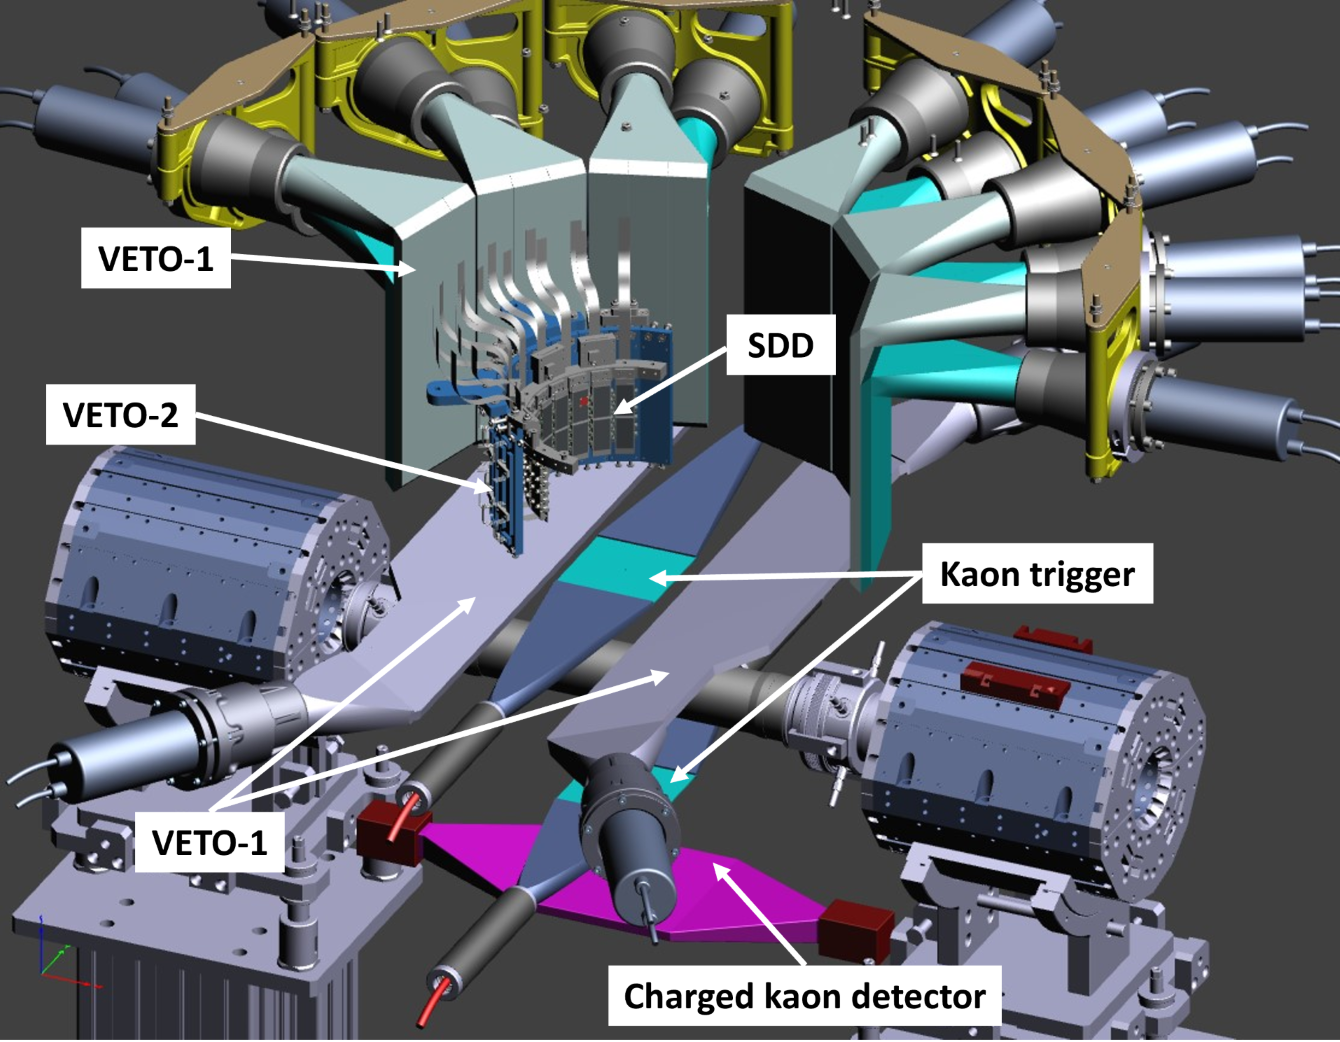 VETO-1
SDD
VETO-2
Kaon trigger
VETO-1
Charged kaon detector